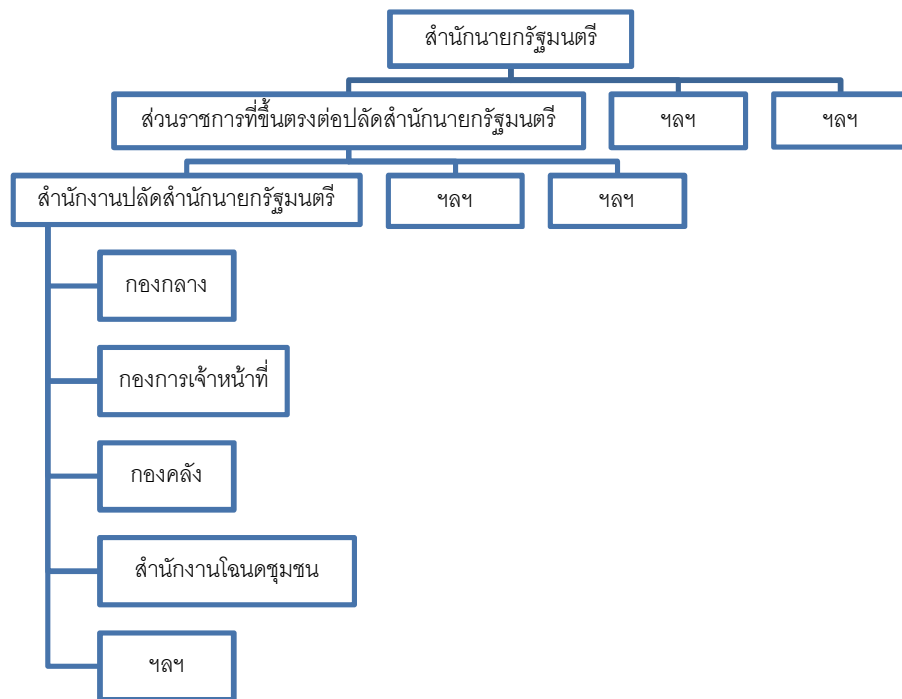 สำนักนายกรัฐมนตรี
ส่วนราชการที่ขึ้นตรงต่อปลัดสำนักนายกรัฐมนตรี
ฯลฯ
ฯลฯ
สำนักงานปลัดสำนักนายกรัฐมนตรี
ฯลฯ
ฯลฯ
กองกลาง
กองการเจ้าหน้าที่
กองคลัง
สำนักงานโฉนดชุมชน
ฯลฯ